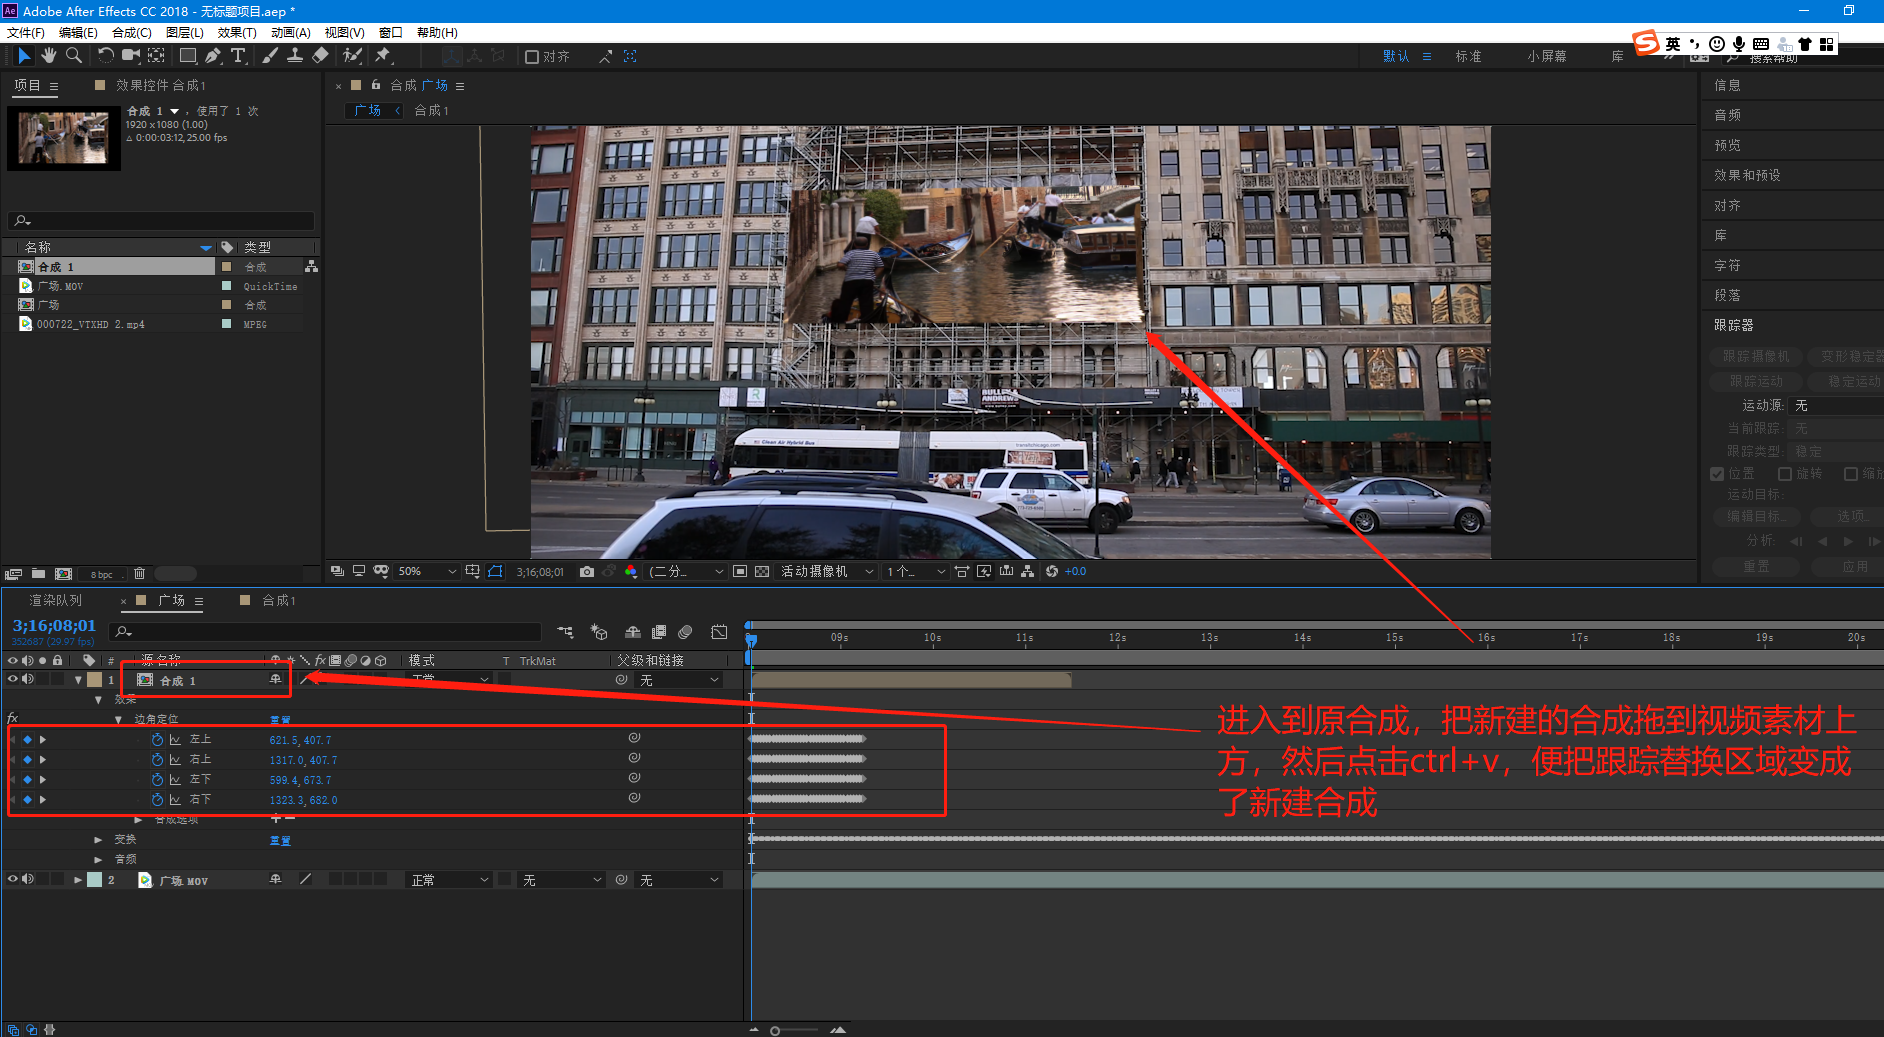 Ae Adobe After Effects CC 2018 - 无标题项目.aep *
文件(F) 编辑(E) 合成(C) 图层(L) 效果(T) 动画(A) 视图(V) 窗口 帮助(H)
对齐 默认 标准 小屏幕 库 搜索帮助
英
项目 效果控件 合成1
合成 1 ,使用了 1 次
1920 x1080 (1.00)
△ 0:00:03:12,25.00 fps
名称 类型
合成 1 合成
广场.MOV QuickTime
广场 合成
000722_VTXHD 2.mp4 MPEG
8 bpc
合成 广场
广场 合成1
Clean Air Hybrid Bus
R
50% 3;16;08;01 (二分... 活动摄像机 1个... +0.0
信息
音频
预览
效果和预设
对齐
库
字符
段落
跟踪器
跟踪摄像机 变形稳定器
跟踪运动 稳定运动
运动源: 无
当前跟踪: 无
跟踪类型: 稳定
位置 旋转 缩放
运动目标:
编辑目标... 选项...
分析:
重置 应用
渲染队列 广场 合成1
3;16;08;01
352687 (29.97 fps)
09s 10s 11s 12s 13s 14s 15s 16s 17s 18s 19s 20s
# 源名称 fx 模式 T TrkMat 父级和链接
1 合成 1 正常 无
效果
fx 边角定位 重置
左上 621.5, 407.7
右上 1317.0, 407.7
左下 599.4, 673.7
右下 1323.3, 682.0
合成选项 + −
变换 重置
音频
2 广场.MOV 正常 无 无
进入到原合成，把新建的合成拖到视频素材上
方，然后点击ctrl+v，便把跟踪替换区域变成
了新建合成